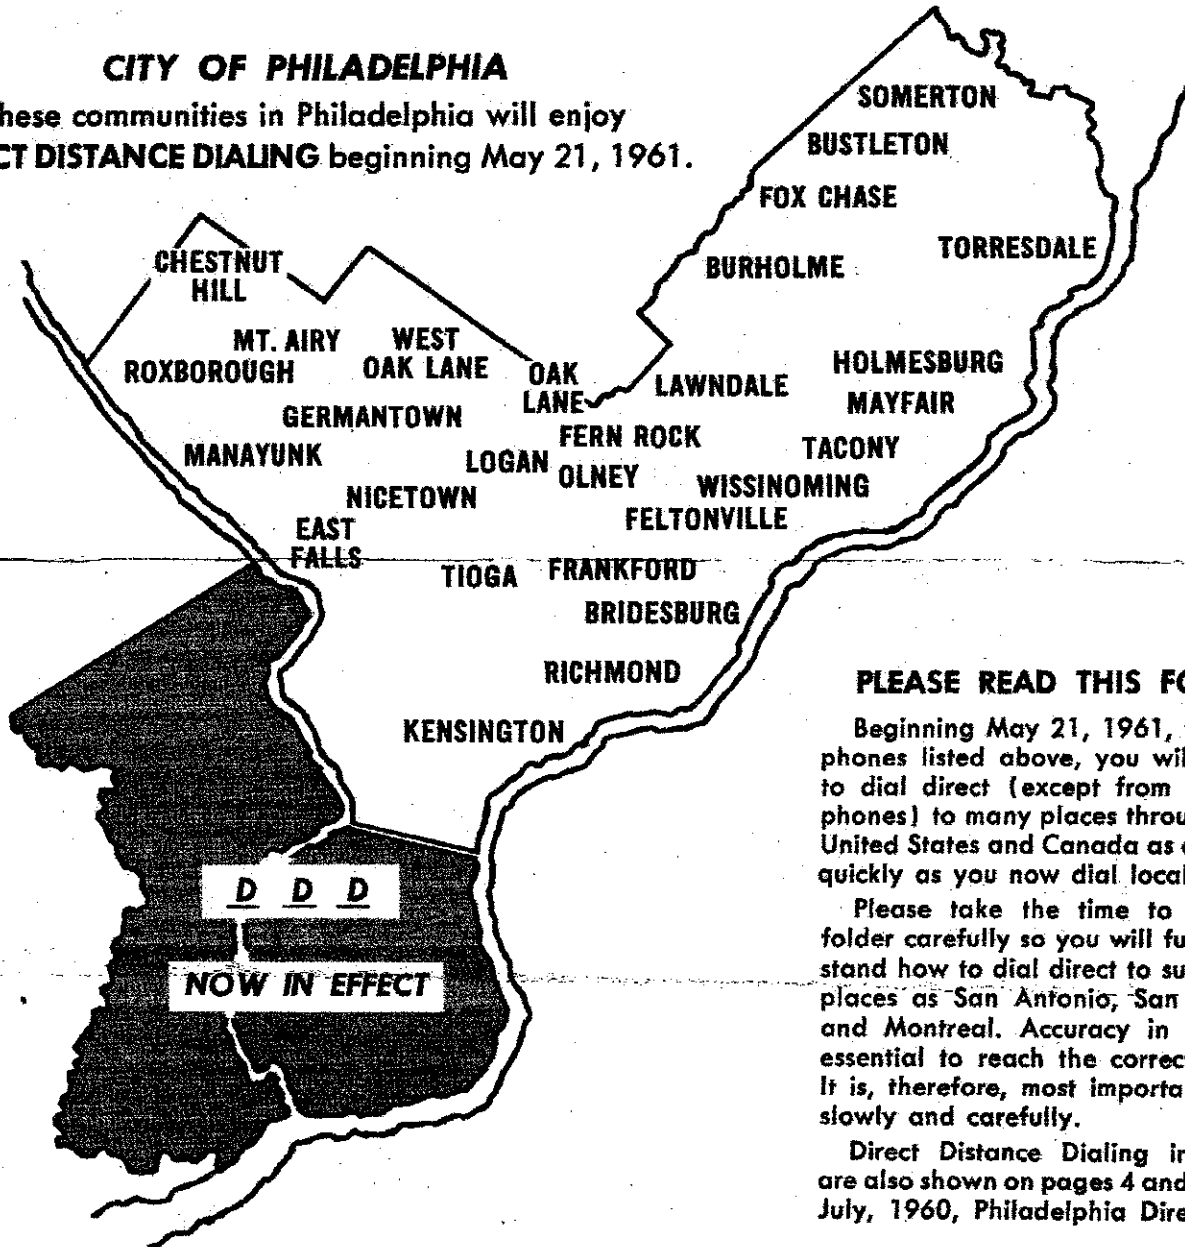 CITY OF PHILADELPHIA
hese communities in Philadelphia will enjoy
CT DISTANCE DIALING beginning May 21, 1961.
SOMERTON
BUSTLETON
FOX CHASE
TORRESDALE
BURHOLME
CHESTNUT
HILL
MT. AIRY
WEST
OAK LANE
ROXBOROUGH
OAK
LANE
LAWNDALE
HOLMESBURG
MAYFAIR
GERMANTOWN
FERN ROCK
TACONY
MANAYUNK
LOGAN
OLNEY
WISSINOMING
NICETOWN
FELTONVILLE
EAST
FALLS
TIOGA
FRANKFORD
BRIDESBURG
RICHMOND
KENSINGTON
D D D
NOW IN EFFECT
PLEASE READ THIS FO
Beginning May 21, 1961,
phones listed above, you wil
to dial direct (except from
phones) to many places throu
United States and Canada as e
quickly as you now dial local
Please take the time to
folder carefully so you will fu
stand how to dial direct to su
places as San Antonio, San
and Montreal. Accuracy in
essential to reach the correc
It is, therefore, most importa
slowly and carefully.
Direct Distance Dialing in
are also shown on pages 4 and
July, 1960, Philadelphia Dire